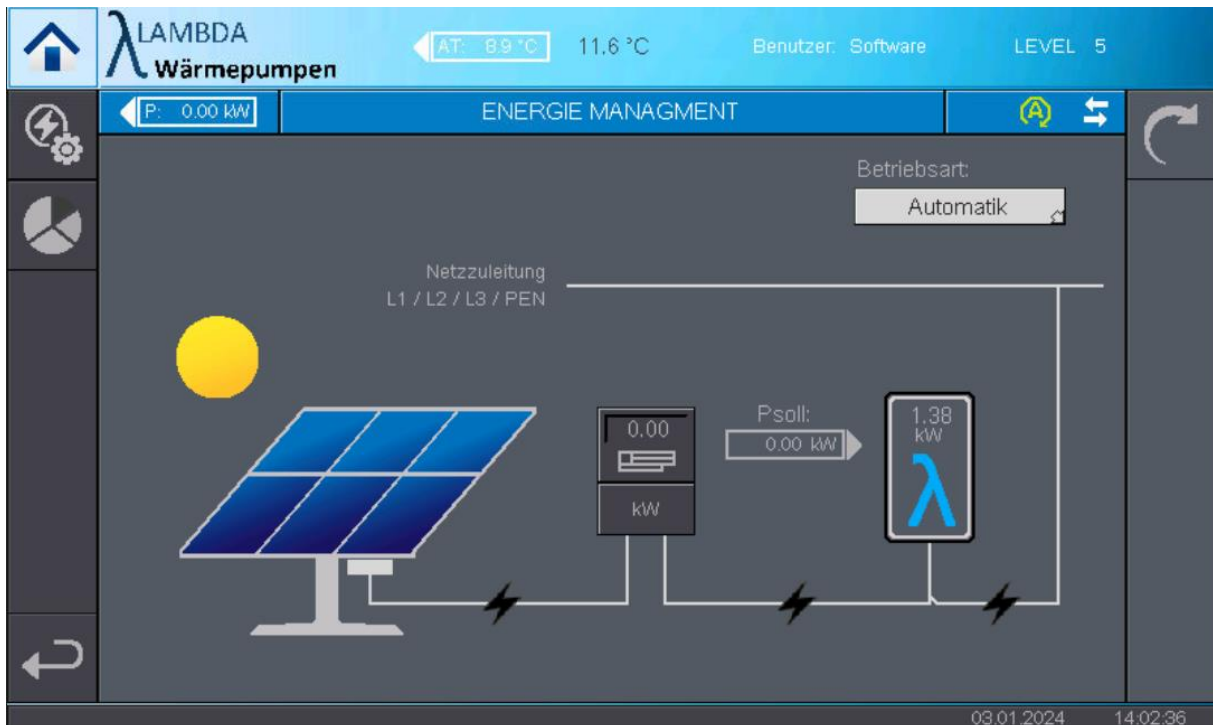 λ LAMBDA
Wärmepumpen
AT: 8.9 °C
11.6 °C
Benutzer: Software
LEVEL 5
P: 0.00 kW
ENERGIE MANAGMENT
A
Betriebsart:
Automatik
Netzzuleitung
L1 / L2 / L3 / PEN
0.00
kW
Psoll:
0.00 kW
1.38
kW
λ
03.01.2024 14:02:36